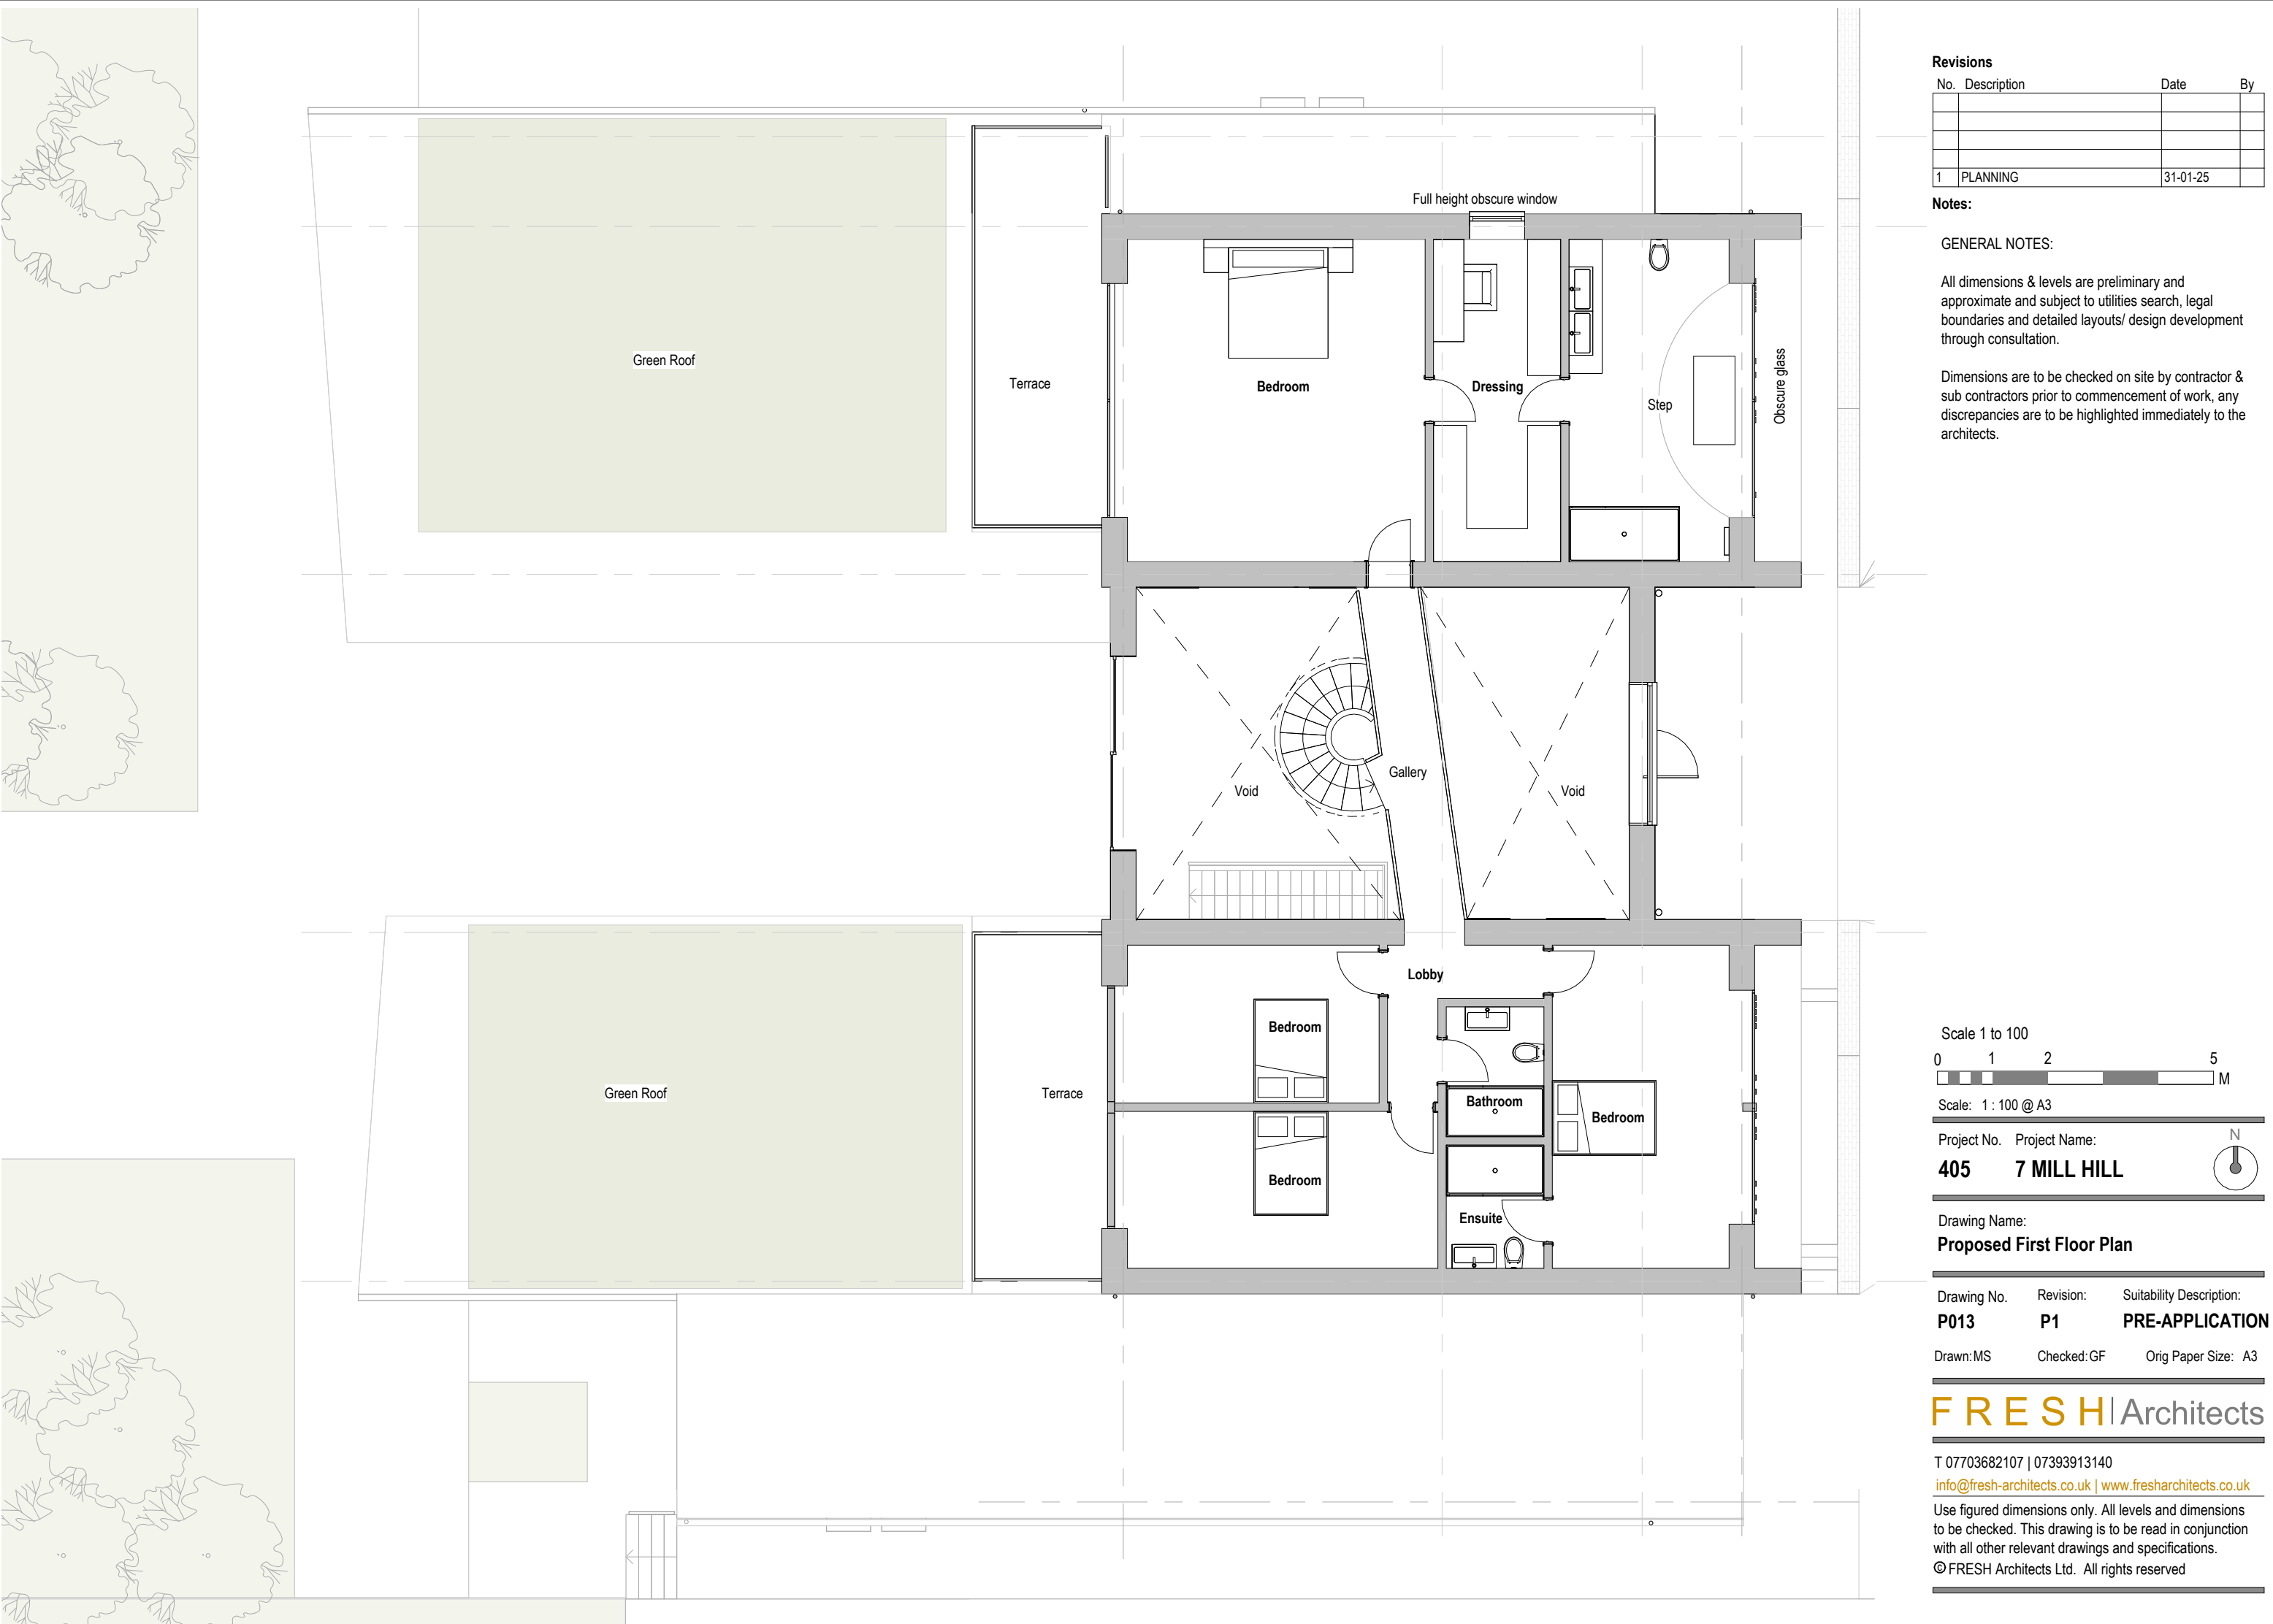 Revisions
No. Description Date By
1 PLANNING 31-01-25
Notes:
GENERAL NOTES:
All dimensions & levels are preliminary and
approximate and subject to utilities search, legal
boundaries and detailed layouts/ design development
through consultation.
Dimensions are to be checked on site by contractor &
sub contractors prior to commencement of work, any
discrepancies are to be highlighted immediately to the
architects.
Full height obscure window
Green Roof
Terrace
Bedroom
Dressing
Step
Obscure glass
Void
Gallery
Void
Lobby
Bedroom
Green Roof
Terrace
Bathroom
Bedroom
Bedroom
Ensuite
Scale 1 to 100
0 1 2 5
M
Scale: 1 : 100 @ A3
Project No. Project Name:
405 7 MILL HILL
N
Drawing Name:
Proposed First Floor Plan
Drawing No. Revision: Suitability Description:
P013 P1 PRE-APPLICATION
Drawn: MS Checked: GF Orig Paper Size: A3
FRESH Architects
T 07703682107 | 07393913140
info@fresh-architects.co.uk | www.fresharchitects.co.uk
Use figured dimensions only. All levels and dimensions
to be checked. This drawing is to be read in conjunction
with all other relevant drawings and specifications.
© FRESH Architects Ltd. All rights reserved